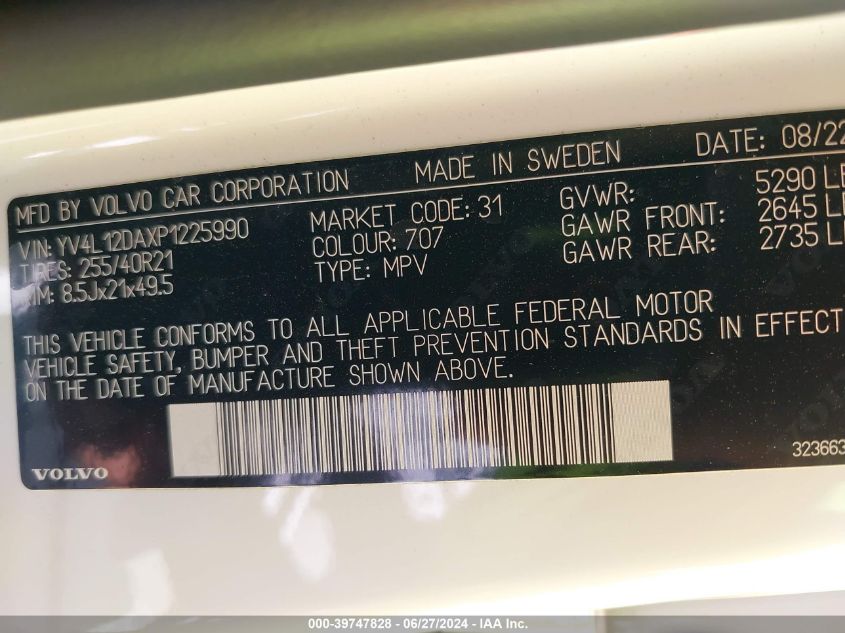 MFD BY VOLVO CAR CORPORATION MADE IN SWEDEN DATE: 08/22
VIN: YV4L12DAXP1225990 MARKET CODE: 31 GVWR: 5290 L
TIRES: 255/40R21 COLOUR: 707 GAWR FRONT: 2645 L
RIM: 8.5Jx21x49.5 TYPE: MPV GAWR REAR: 2735 L
THIS VEHICLE CONFORMS TO ALL APPLICABLE FEDERAL MOTOR
VEHICLE SAFETY, BUMPER AND THEFT PREVENTION STANDARDS IN EFFECT
ON THE DATE OF MANUFACTURE SHOWN ABOVE.
VOLVO 323663
000-39747828 - 06/27/2024 - IAA Inc.